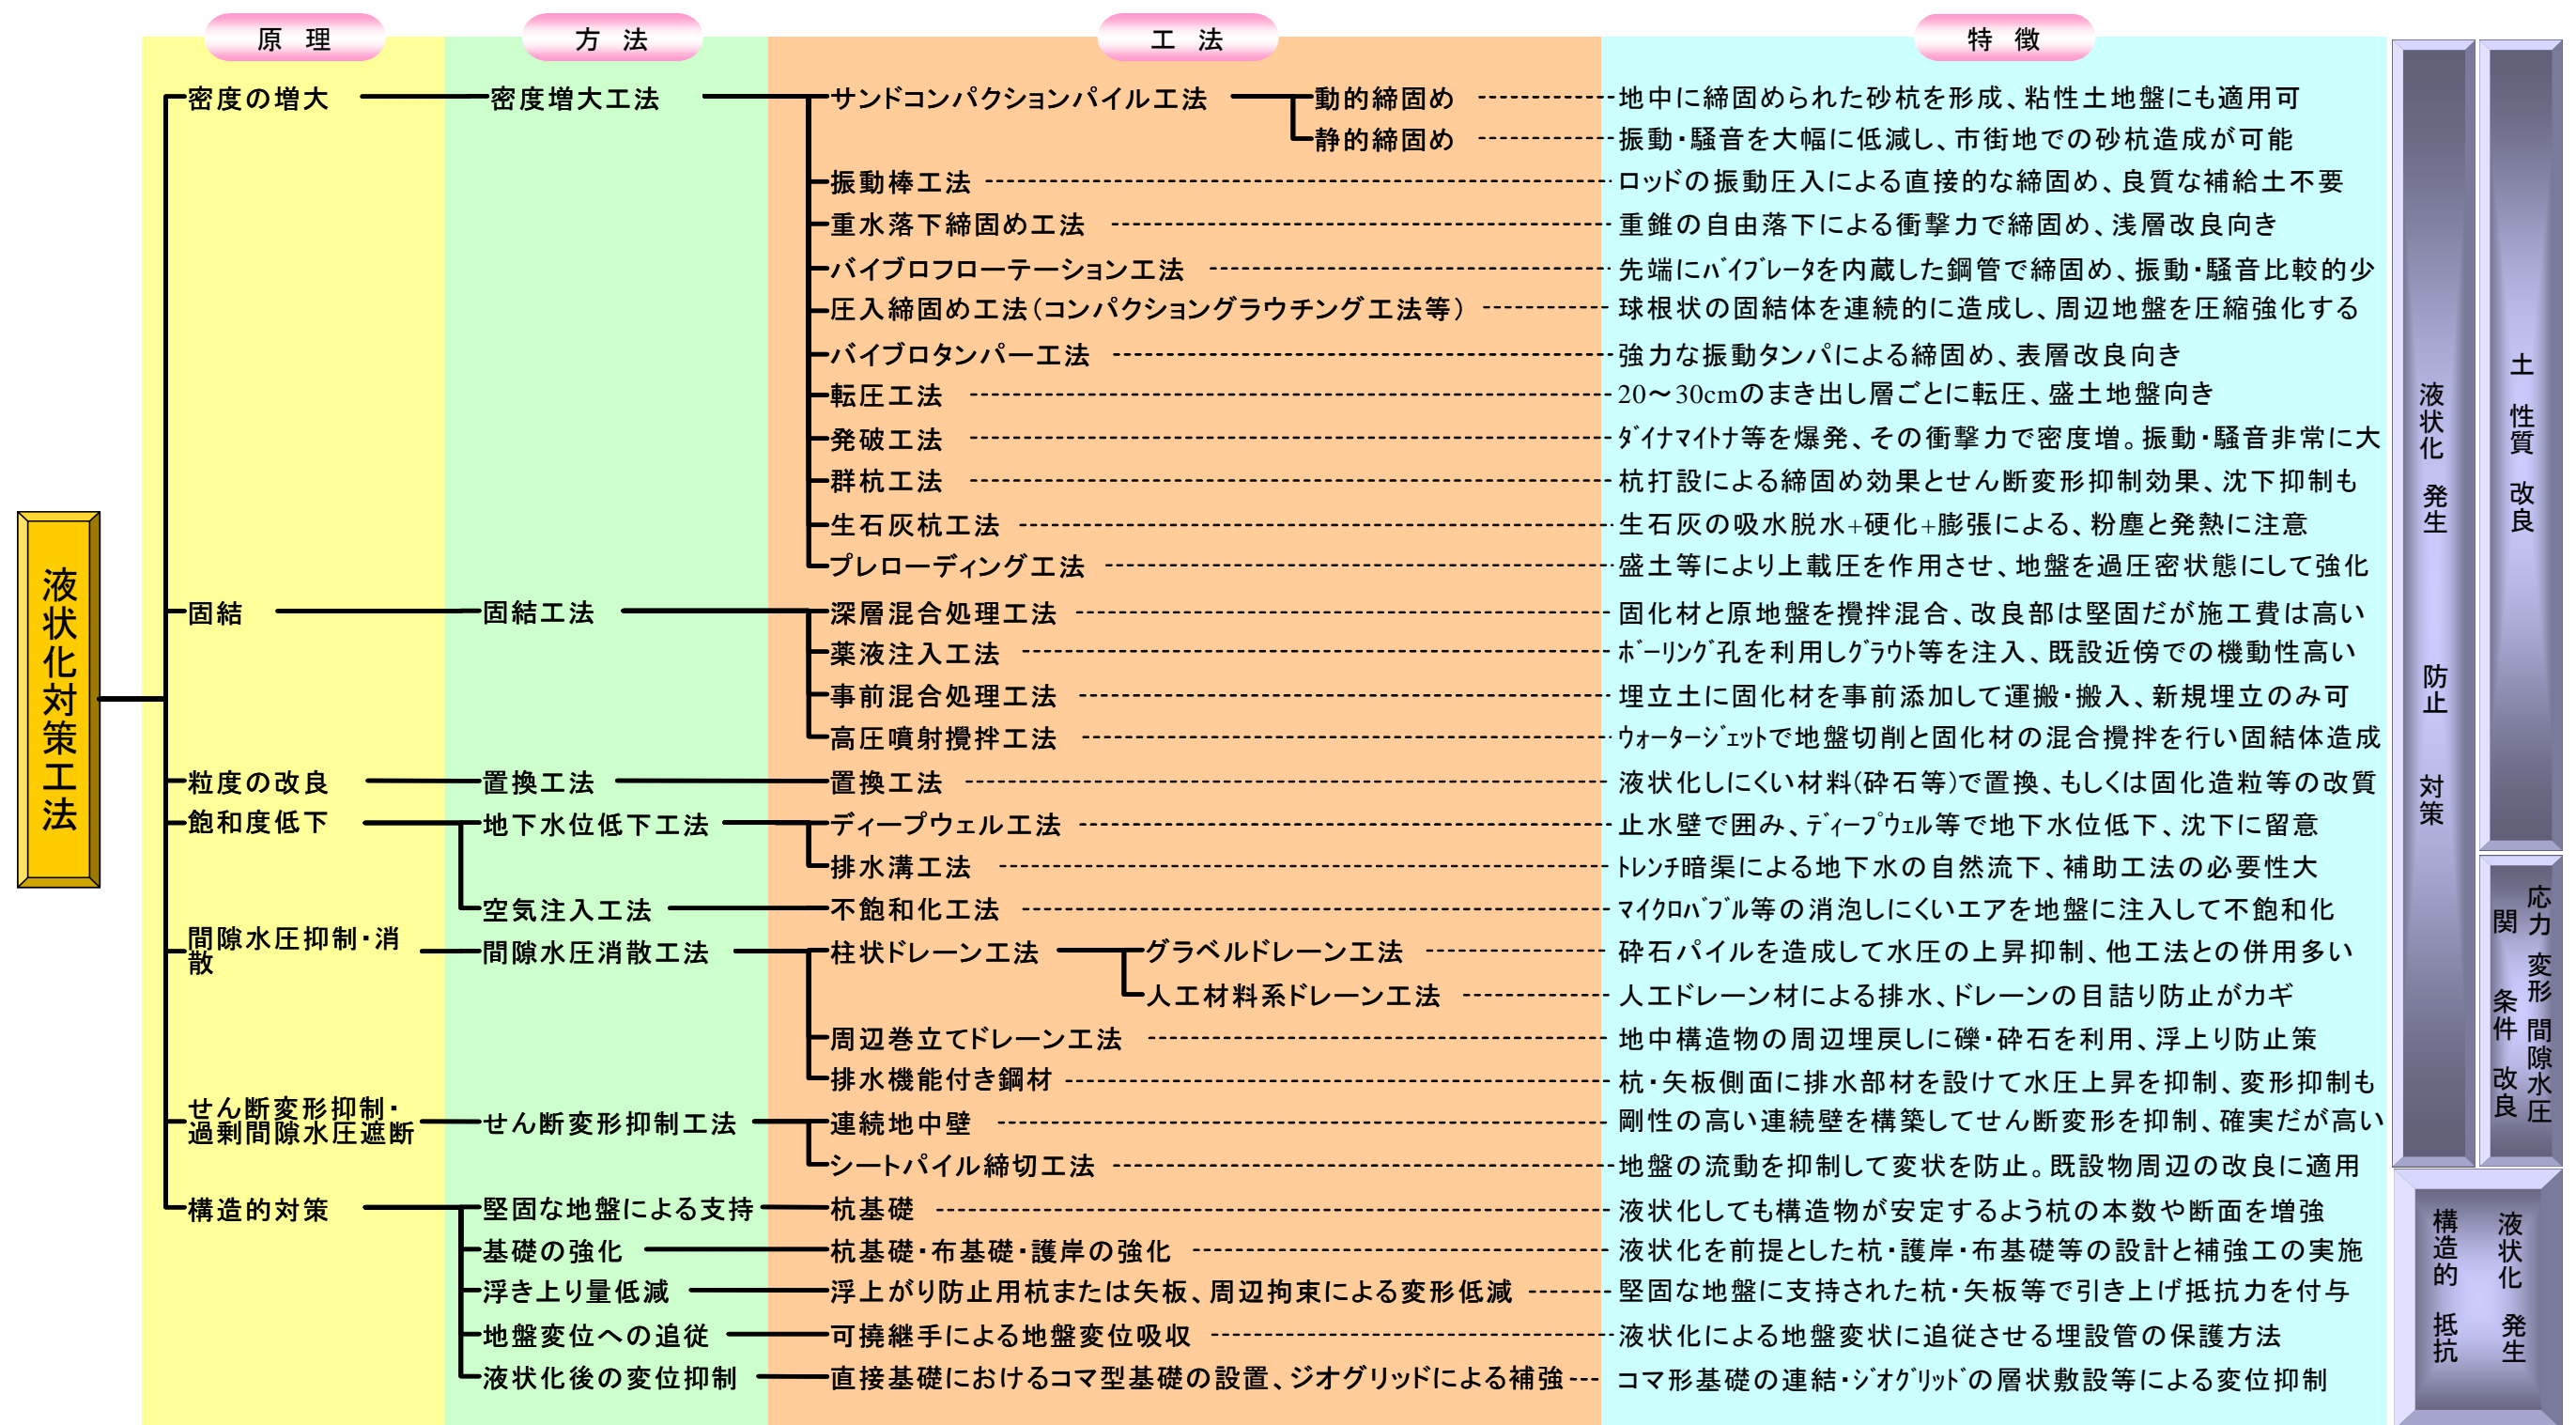 原 理
方 法
工 法
特 徴
液状化対策工法
密度の増大
密度増大工法
サンドコンパクションパイル工法
動的締固め
地中に締固められた砂杭を形成、粘性土地盤にも適用可
静的締固め
振動・騒音を大幅に低減し、市街地での砂杭造成が可能
振動棒工法
ロッドの振動圧入による直接的な締固め、良質な補給土不要
重水落下締固め工法
重錐の自由落下による衝撃力で締固め、浅層改良向き
バイブロフローテーション工法
先端にﾊﾞｲﾌﾞﾚｰﾀを内蔵した鋼管で締固め、振動・騒音比較的少
圧入締固め工法(コンパクショングラウチング工法等)
球根状の固結体を連続的に造成し、周辺地盤を圧縮強化する
バイブロタンパー工法
強力な振動タンパによる締固め、表層改良向き
転圧工法
20～30cmのまき出し層ごとに転圧、盛土地盤向き
発破工法
ﾀﾞｲﾅﾏｲﾄﾅ等を爆発、その衝撃力で密度増。振動・騒音非常に大
群杭工法
杭打設による締固め効果とせん断変形抑制効果、沈下抑制も
生石灰杭工法
生石灰の吸水脱水+硬化+膨張による、粉塵と発熱に注意
プレローディング工法
盛土等により上載圧を作用させ、地盤を過圧密状態にして強化
固結
固結工法
深層混合処理工法
固化材と原地盤を攪拌混合、改良部は堅固だが施工費は高い
薬液注入工法
ﾎﾞｰﾘﾝｸﾞ孔を利用しｸﾞﾗｳﾄ等を注入、既設近傍での機動性高い
事前混合処理工法
埋立土に固化材を事前添加して運搬・搬入、新規埋立のみ可
高圧噴射攪拌工法
ｳｫｰﾀｰｼﾞｪｯﾄで地盤切削と固化材の混合攪拌を行い固結体造成
粒度の改良
置換工法
置換工法
液状化しにくい材料(砕石等)で置換、もしくは固化造粒等の改質
飽和度低下
地下水位低下工法
ディープウェル工法
止水壁で囲み、ﾃﾞｨｰﾌﾟｳｪﾙ等で地下水位低下、沈下に留意
排水溝工法
ﾄﾚﾝﾁ暗渠による地下水の自然流下、補助工法の必要性大
空気注入工法
不飽和化工法
ﾏｲｸﾛﾊﾞﾌﾞﾙ等の消泡しにくいエアを地盤に注入して不飽和化
間隙水圧抑制・消
散
間隙水圧消散工法
柱状ドレーン工法
グラベルドレーン工法
砕石パイルを造成して水圧の上昇抑制、他工法との併用多い
人工材料系ドレーン工法
人工ドレーン材による排水、ドレーンの目詰り防止がカギ
周辺巻立てドレーン工法
地中構造物の周辺埋戻しに礫・砕石を利用、浮上り防止策
排水機能付き鋼材
杭・矢板側面に排水部材を設けて水圧上昇を抑制、変形抑制も
せん断変形抑制・
過剰間隙水圧遮断
せん断変形抑制工法
連続地中壁
剛性の高い連続壁を構築してせん断変形を抑制、確実だが高い
シートパイル締切工法
地盤の流動を抑制して変状を防止。既設物周辺の改良に適用
構造的対策
堅固な地盤による支持
杭基礎
液状化しても構造物が安定するよう杭の本数や断面を増強
基礎の強化
杭基礎・布基礎・護岸の強化
液状化を前提とした杭・護岸・布基礎等の設計と補強工の実施
浮き上り量低減
浮上がり防止用杭または矢板、周辺拘束による変形低減
堅固な地盤に支持された杭・矢板等で引き上げ抵抗力を付与
地盤変位への追従
可撓継手による地盤変位吸収
液状化による地盤変状に追従させる埋設管の保護方法
液状化後の変位抑制
直接基礎におけるコマ型基礎の設置、ジオグリッドによる補強
コマ形基礎の連結・ｼﾞｵｸﾞﾘｯﾄﾞの層状敷設等による変位抑制
液状化 発生 防止 対策
土 性質 改良
応力 変形 間隙水圧
関 条件 改良
液状化 発生
構造的 抵抗